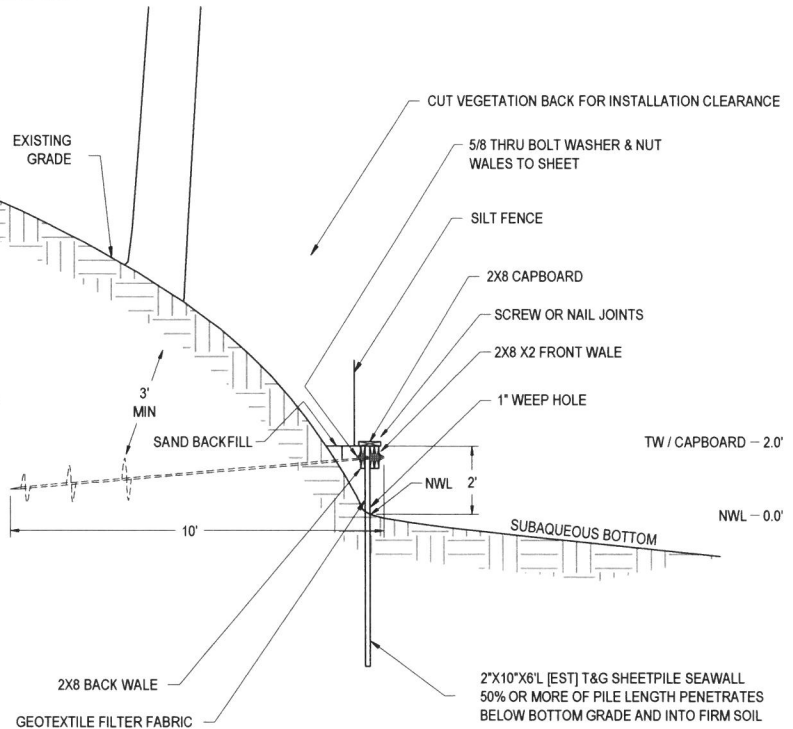 CUT VEGETATION BACK FOR INSTALLATION CLEARANCE
EXISTING
GRADE
5/8 THRU BOLT WASHER & NUT
WALES TO SHEET
SILT FENCE
2X8 CAPBOARD
SCREW OR NAIL JOINTS
2X8 X2 FRONT WALE
3'
MIN
1" WEEP HOLE
SAND BACKFILL
TW / CAPBOARD – 2.0'
NWL
2'
NWL – 0.0'
10'
SUBAQUEOUS BOTTOM
2X8 BACK WALE
GEOTEXTILE FILTER FABRIC
2"X10"X6'L [EST] T&G SHEETPILE SEAWALL
50% OR MORE OF PILE LENGTH PENETRATES
BELOW BOTTOM GRADE AND INTO FIRM SOIL